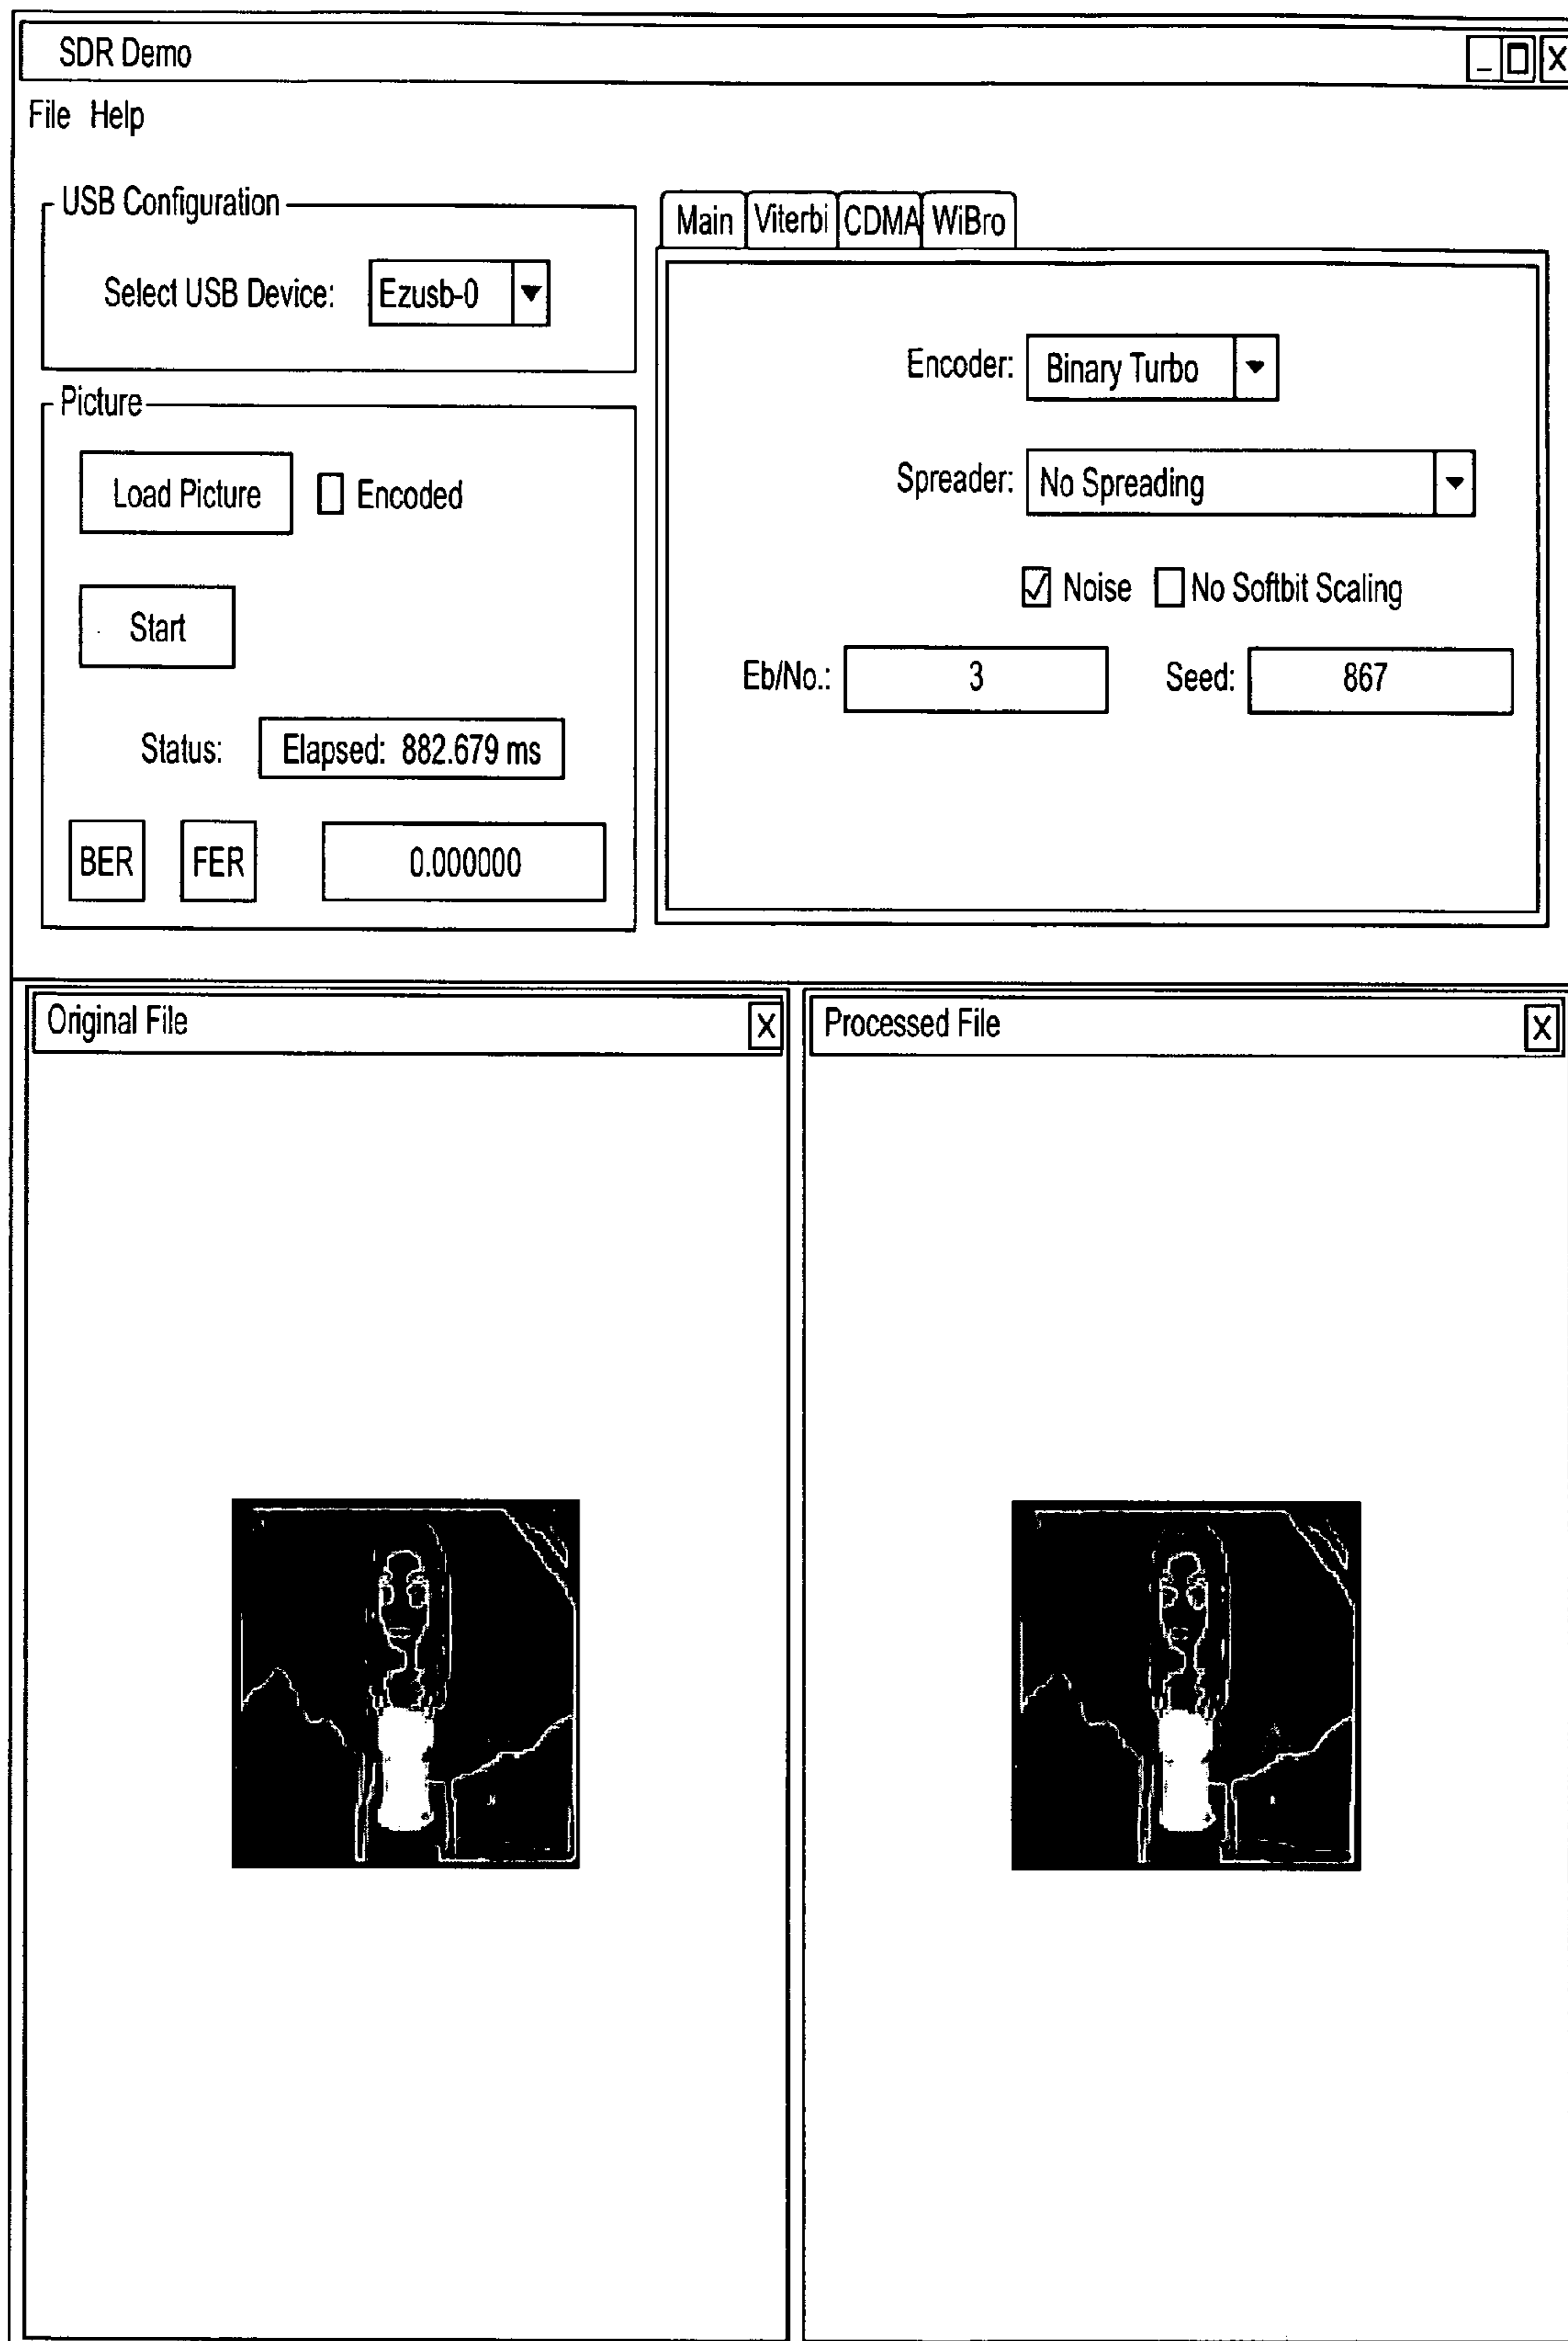 SDR Demo
File Help
USB Configuration
Select USB Device: Ezusb-0
Picture
Load Picture Encoded
Start
Status: Elapsed: 882.679 ms
BER FER 0.000000
Main Viterbi CDMA WiBro
Encoder: Binary Turbo
Spreader: No Spreading
Noise No Softbit Scaling
Eb/No.: 3 Seed: 867
Original File
Processed File